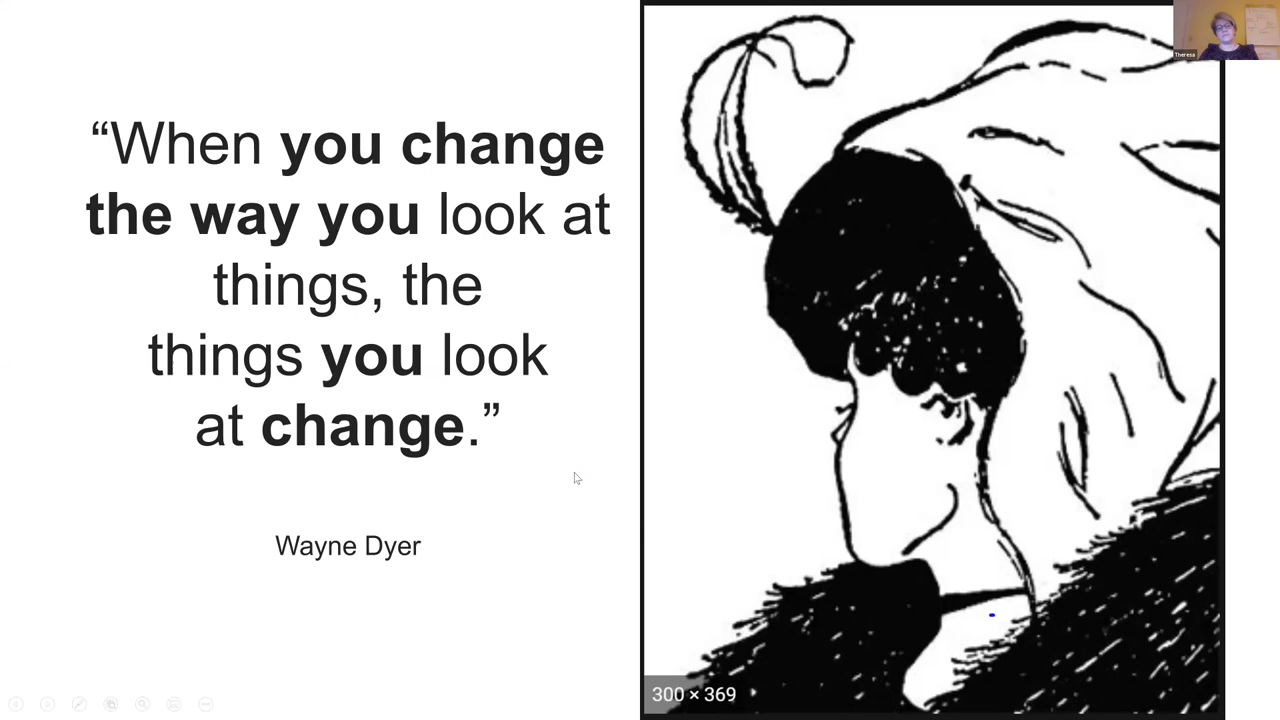 “When you change
the way you look at
things, the
things you look
at change.”
Wayne Dyer
300 × 369
Theresa